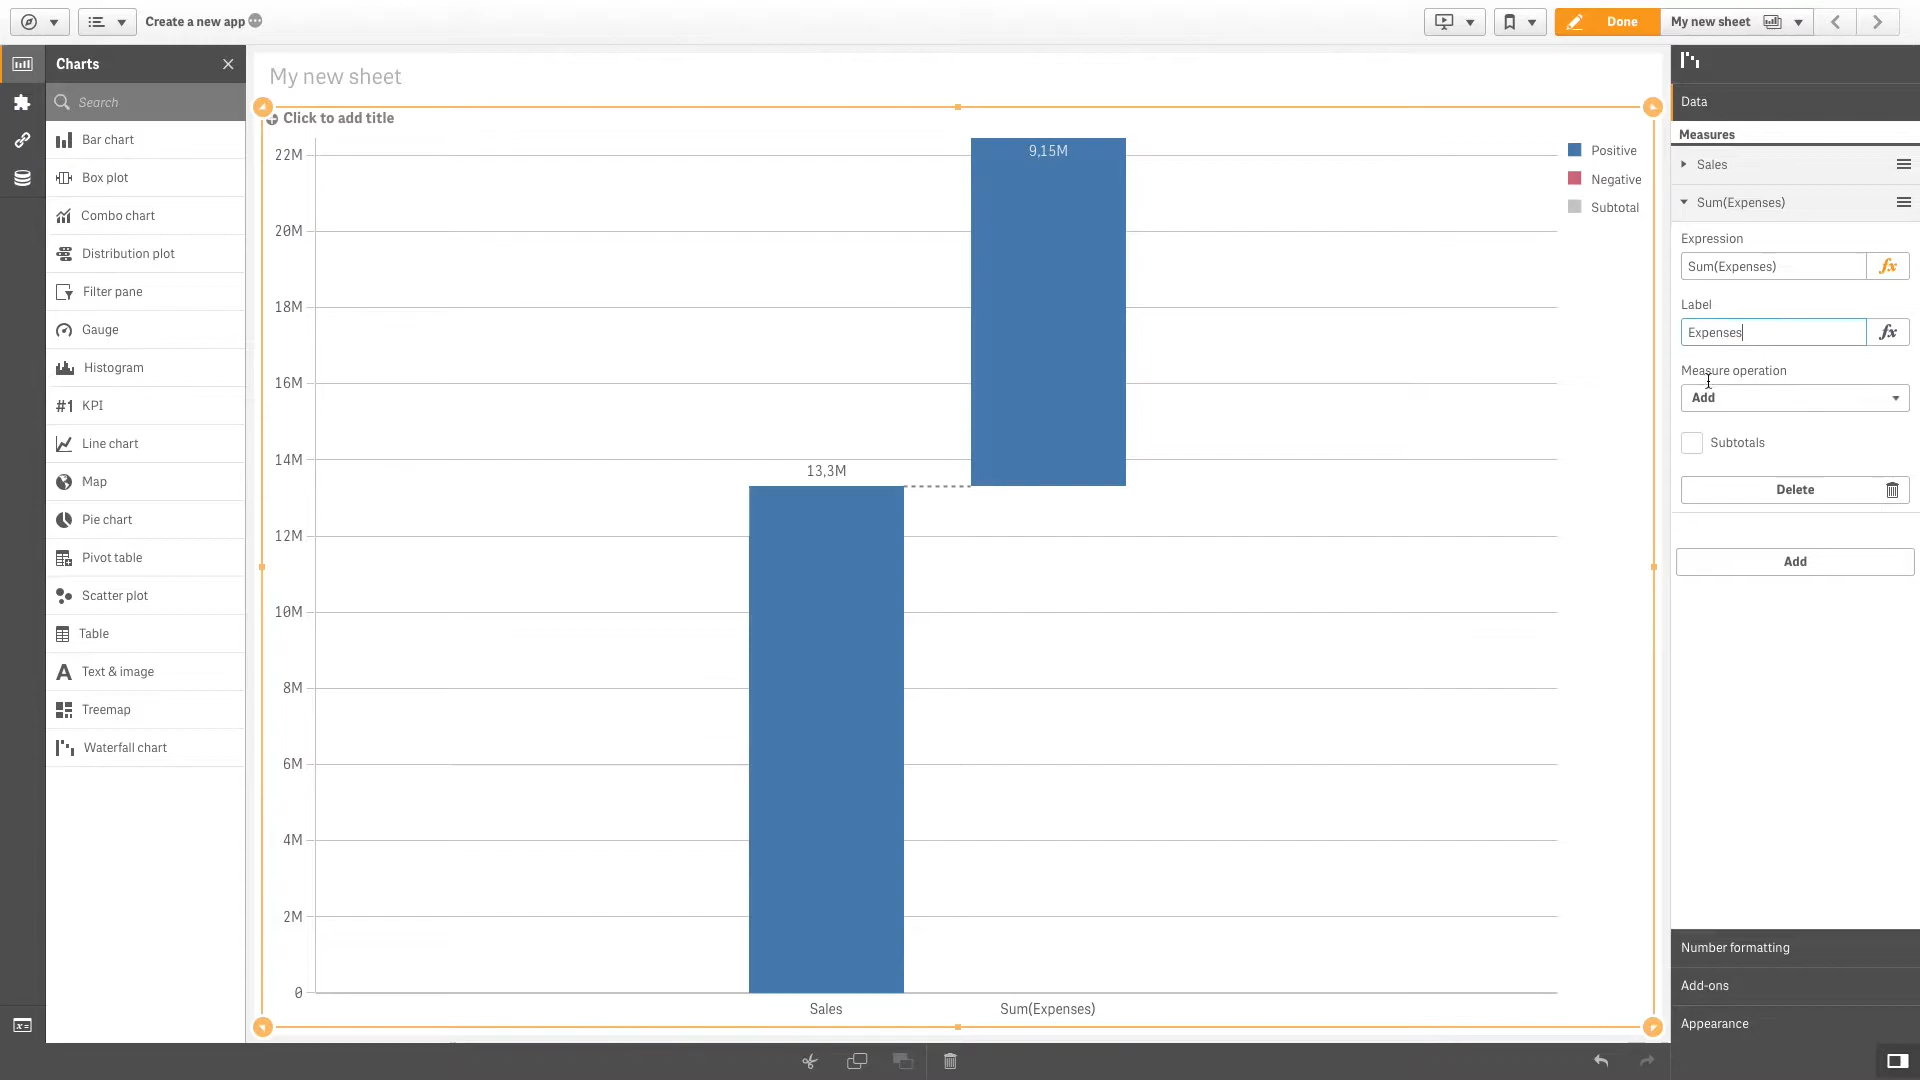 Create a new app
Done
My new sheet
Charts
Search
Bar chart
Box plot
Combo chart
Distribution plot
Filter pane
Gauge
Histogram
#1 KPI
Line chart
Map
Pie chart
Pivot table
Scatter plot
Table
Text & image
Treemap
Waterfall chart
My new sheet
Click to add title
22M
20M
18M
16M
14M
12M
10M
8M
6M
4M
2M
0
13,3M
9,15M
Sales
Sum(Expenses)
Positive
Negative
Subtotal
Data
Measures
Sales
Sum(Expenses)
Expression
Sum(Expenses)
fx
Label
Expenses
fx
Measure operation
Add
Subtotals
Delete
Add
Number formatting
Add-ons
Appearance